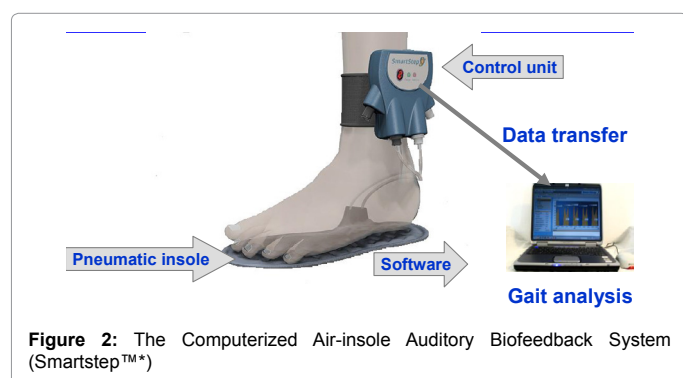 SmartStep
Control unit
Data transfer
Pneumatic insole
Software
Gait analysis
Figure 2: The Computerized Air-insole Auditory Biofeedback System
(Smartstep™*)